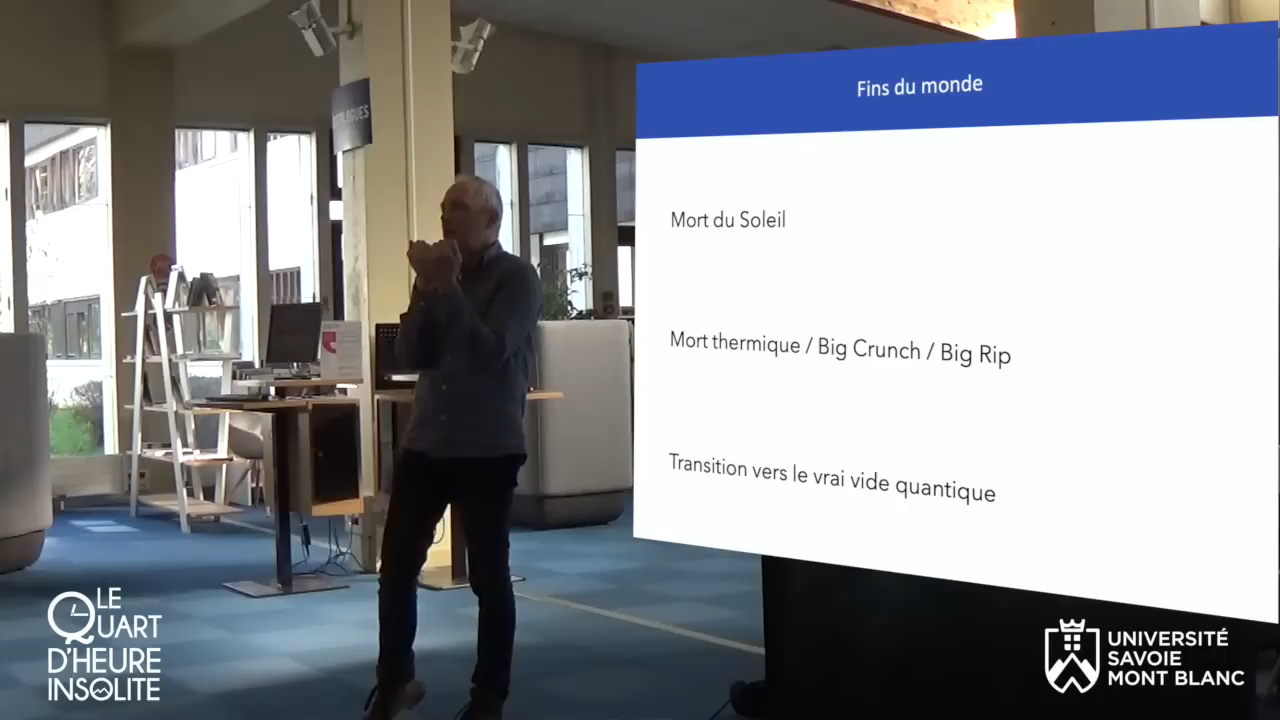 Fins du monde
Mort du Soleil
Mort thermique / Big Crunch / Big Rip
Transition vers le vrai vide quantique
LE
QUART
D'HEURE
INSOLITE
UNIVERSITÉ
SAVOIE
MONT BLANC